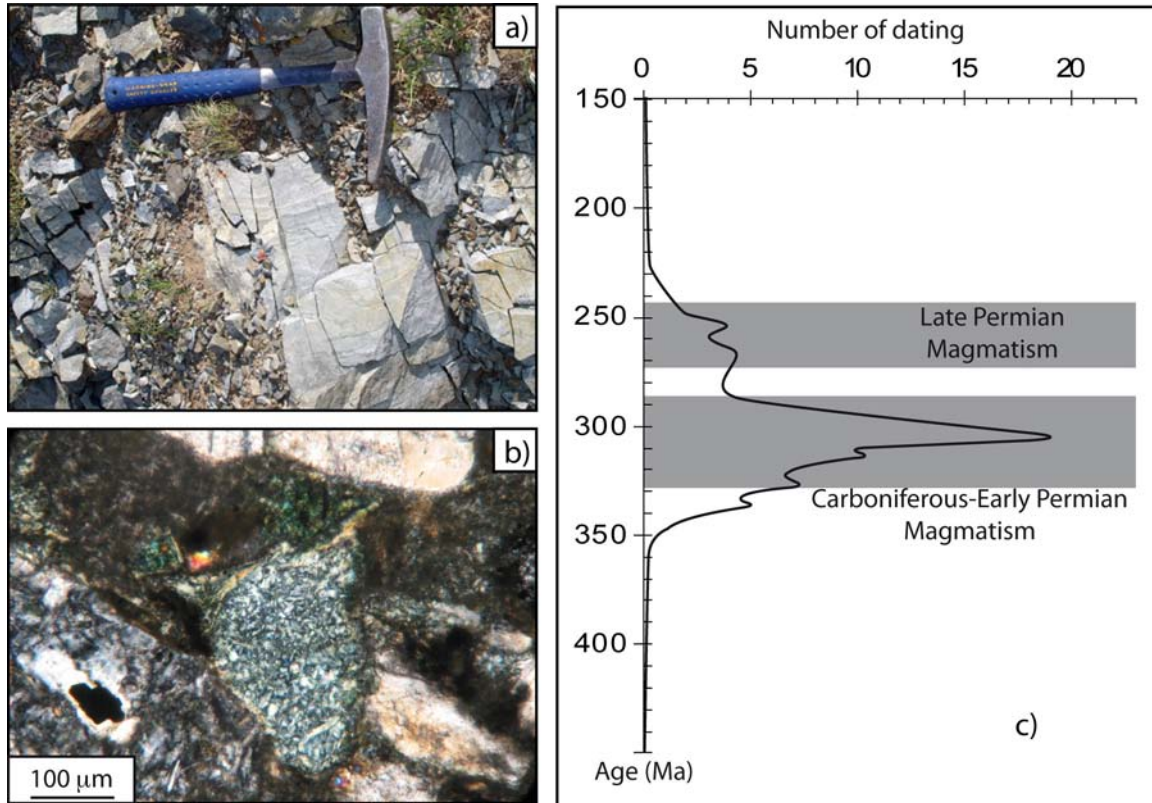 a)
b)
100 μm
Number of dating
0 5 10 15 20
150
200
250
Late Permian
Magmatism
300
Carboniferous-Early Permian
Magmatism
350
400
Age (Ma)
c)